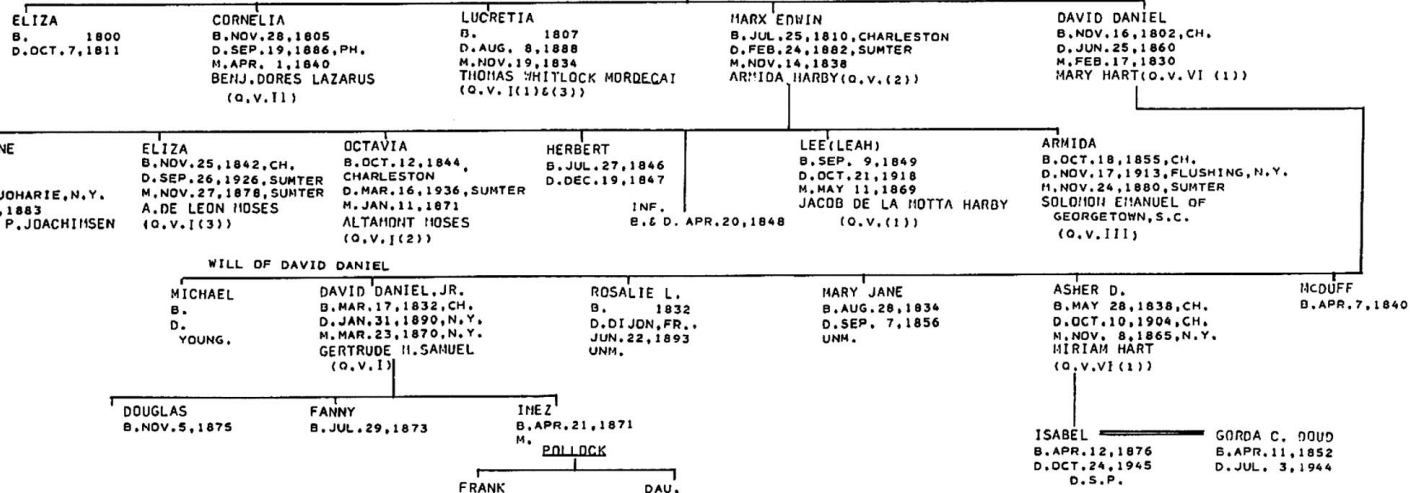 ELIZA
B. 1800
D.OCT.7,1811
CORNELIA
B.NOV.28,1805
D.SEP.19,1886,PH.
M.APR. 1,1840
BENJ.DORES LAZARUS
(Q.V.II)
LUCRETIA
B. 1807
D.AUG. 8,1888
M.NOV.19,1834
THOMAS WHITLOCK MORDECAI
(Q.V. I(1)&(3))
MARX EDWIN
B.JUL.25,1810,CHARLESTON
D.FEB.24,1882,SUMTER
M.NOV.14,1838
ARMIDA HARBY(Q.V.(2))
DAVID DANIEL
B.NOV.16,1802,CH.
D.JUN.25,1860
M.FEB.17,1830
MARY HART(Q.V.VI (1))
NE
JOHARIE,N.Y.
,1883
P.JOACHIMSEN
ELIZA
B.NOV.25,1842,CH.
D.SEP.26,1926,SUMTER
M.NOV.27,1878,SUMTER
A.DE LEON MOSES
(Q.V.I(3))
OCTAVIA
B.OCT.12,1844,
CHARLESTON
D.MAR.16,1936,SUMTER
M.JAN.11,1871
ALTAMONT MOSES
(Q.V.I(2))
HERBERT
B.JUL.27,1846
D.DEC.19,1847
INF.
B.& D. APR.20,1848
LEE(LEAH)
B.SEP. 9,1849
D.OCT.21,1918
M.MAY 11,1869
JACOB DE LA MOTTA HARBY
(Q.V.(1))
ARMIDA
B.OCT.18,1855,CH.
D.NOV.17,1913,FLUSHING,N.Y.
M.NOV.24,1880,SUMTER
SOLOMON EMANUEL OF
GEORGETOWN,S.C.
(Q.V.III)
WILL OF DAVID DANIEL
MICHAEL
B.
D.
YOUNG.
DAVID DANIEL,JR.
B.MAR.17,1832,CH.
D.JAN.31,1890,N.Y.
M.MAR.23,1870,N.Y.
GERTRUDE M.SAMUEL
(Q.V.I)
ROSALIE L.
B. 1832
D.DIJON,FR.,
JUN.22,1893
UNM.
MARY JANE
B.AUG.28,1834
D.SEP. 7,1856
UNM.
ASHER D.
B.MAY 28,1838,CH.
D.OCT.10,1904,CH.
M.NOV. 8,1865,N.Y.
MIRIAM HART
(Q.V.VI(1))
MCDUFF
B.APR.7,1840
DOUGLAS
B.NOV.5,1875
FANNY
B.JUL.29,1873
INEZ
B.APR.21,1871
M.
POLLOCK
FRANK
DAU.
ISABEL
B.APR.12,1876
D.OCT.24,1945
D.S.P.
GORDA C. DOUD
B.APR.11,1852
D.JUL. 3,1944